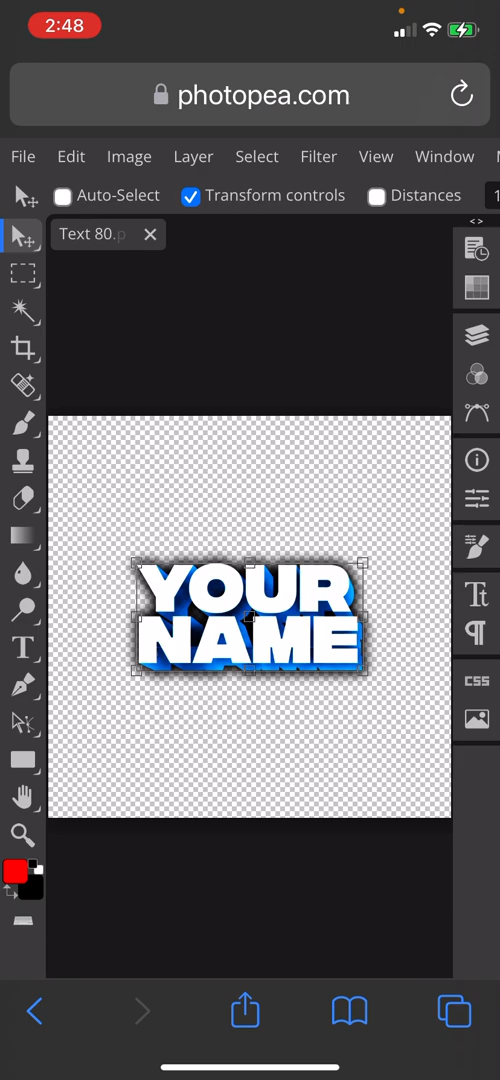 2:48
photopea.com
File Edit Image Layer Select Filter View Window
Auto-Select Transform controls Distances
< >
Text 80.p
YOUR
NAME
Tt
CSS